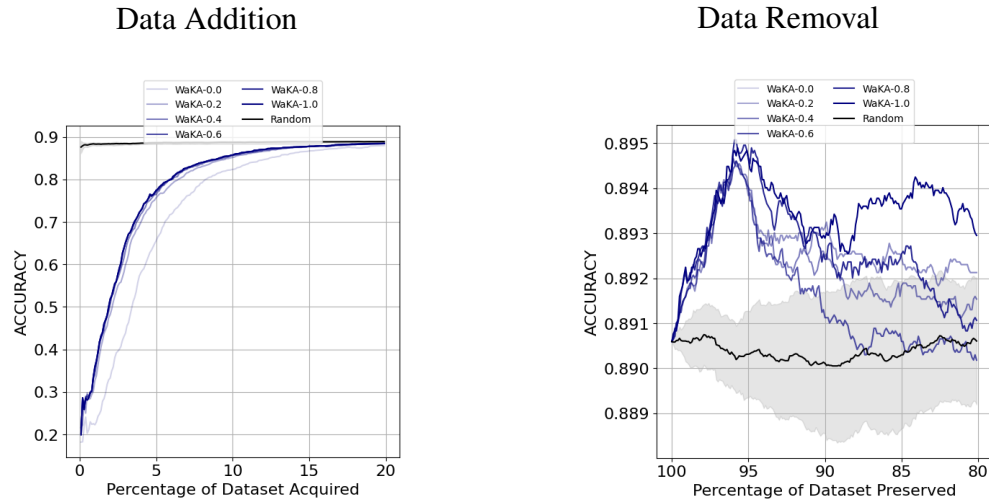 Data Addition
WaKA-0.0 WaKA-0.8
WaKA-0.2 WaKA-1.0
WaKA-0.4 Random
WaKA-0.6
0.9
0.8
0.7
0.6
0.5
0.4
0.3
0.2
ACCURACY
0 5 10 15 20
Percentage of Dataset Acquired
Data Removal
WaKA-0.0 WaKA-0.8
WaKA-0.2 WaKA-1.0
WaKA-0.4 Random
WaKA-0.6
0.895
0.894
0.893
0.892
0.891
0.890
0.889
ACCURACY
100 95 90 85 80
Percentage of Dataset Preserved